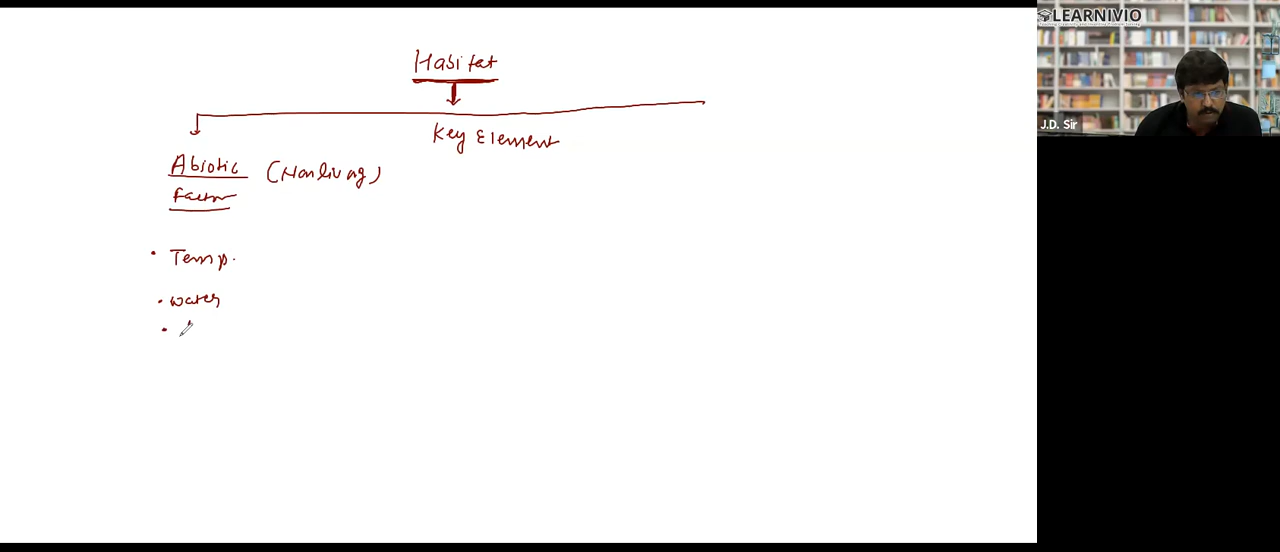 Habitat
Key Element
Abiotic (Nonliving)
factor
• Temp.
• water
•
LEARNIVIO
J.D. Sir